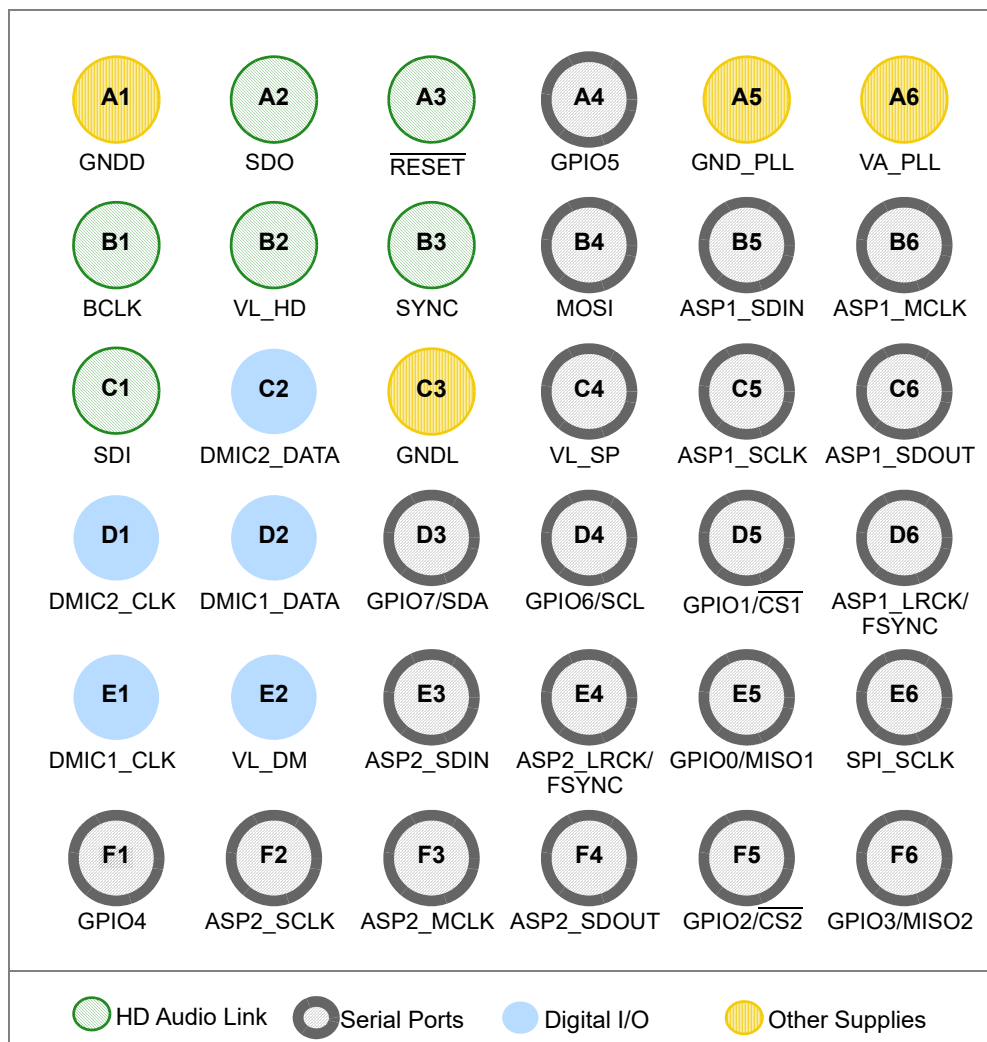 A1 A2 A3 A4 A5 A6
GNDD SDO RESET GPIO5 GND_PLL VA_PLL
B1 B2 B3 B4 B5 B6
BCLK VL_HD SYNC MOSI ASP1_SDIN ASP1_MCLK
C1 C2 C3 C4 C5 C6
SDI DMIC2_DATA GNDL VL_SP ASP1_SCLK ASP1_SDOUT
D1 D2 D3 D4 D5 D6
DMIC2_CLK DMIC1_DATA GPIO7/SDA GPIO6/SCL GPIO1/CS1 ASP1_LRCK/
FSYNC
E1 E2 E3 E4 E5 E6
DMIC1_CLK VL_DM ASP2_SDIN ASP2_LRCK/ GPIO0/MISO1 SPI_SCLK
FSYNC
F1 F2 F3 F4 F5 F6
GPIO4 ASP2_SCLK ASP2_MCLK ASP2_SDOUT GPIO2/CS2 GPIO3/MISO2
HD Audio Link Serial Ports Digital I/O Other Supplies